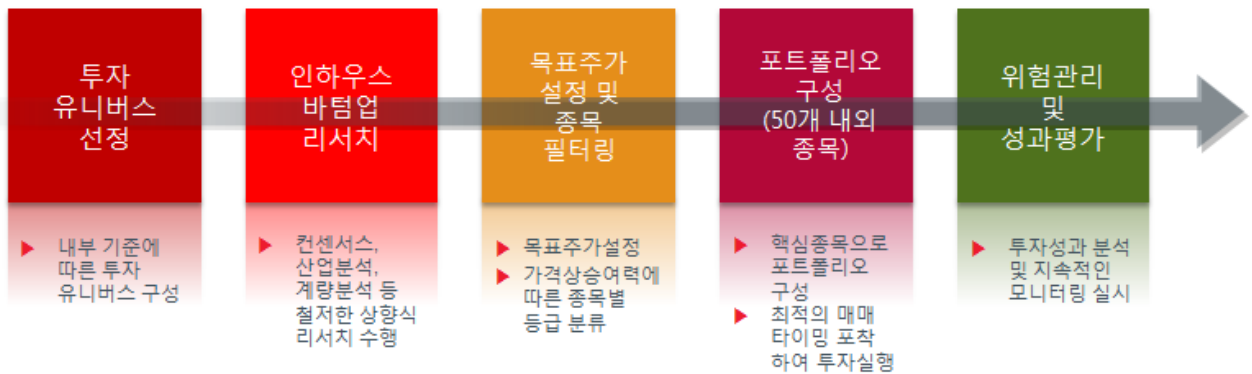 투자
유니버스
선정
인하우스
바텀업
리서치
목표주가
설정 및
종목
필터링
포트폴리오
구성
(50개 내외
종목)
위험관리
및
성과평가
▶ 내부 기준에
따른 투자
유니버스 구성
▶ 컨센서스,
산업분석,
계량분석 등
철저한 상향식
리서치 수행
▶ 목표주가설정
▶ 가격상승여력에
따른 종목별
등급 분류
▶ 핵심종목으로
포트폴리오
구성
▶ 최적의 매매
타이밍 포착
하여 투자실행
▶ 투자성과 분석
및 지속적인
모니터링 실시